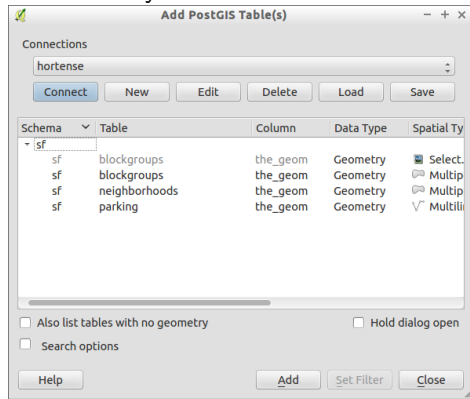 Add PostGIS Table(s)
Connections
hortense
Connect New Edit Delete Load Save
Schema Table Column Data Type Spatial Ty
sf
sf blockgroups the_geom Geometry Select.
sf blockgroups the_geom Geometry Multip
sf neighborhoods the_geom Geometry Multip
sf parking the_geom Geometry Multili
Also list tables with no geometry Hold dialog open
Search options
Help Add Set Filter Close